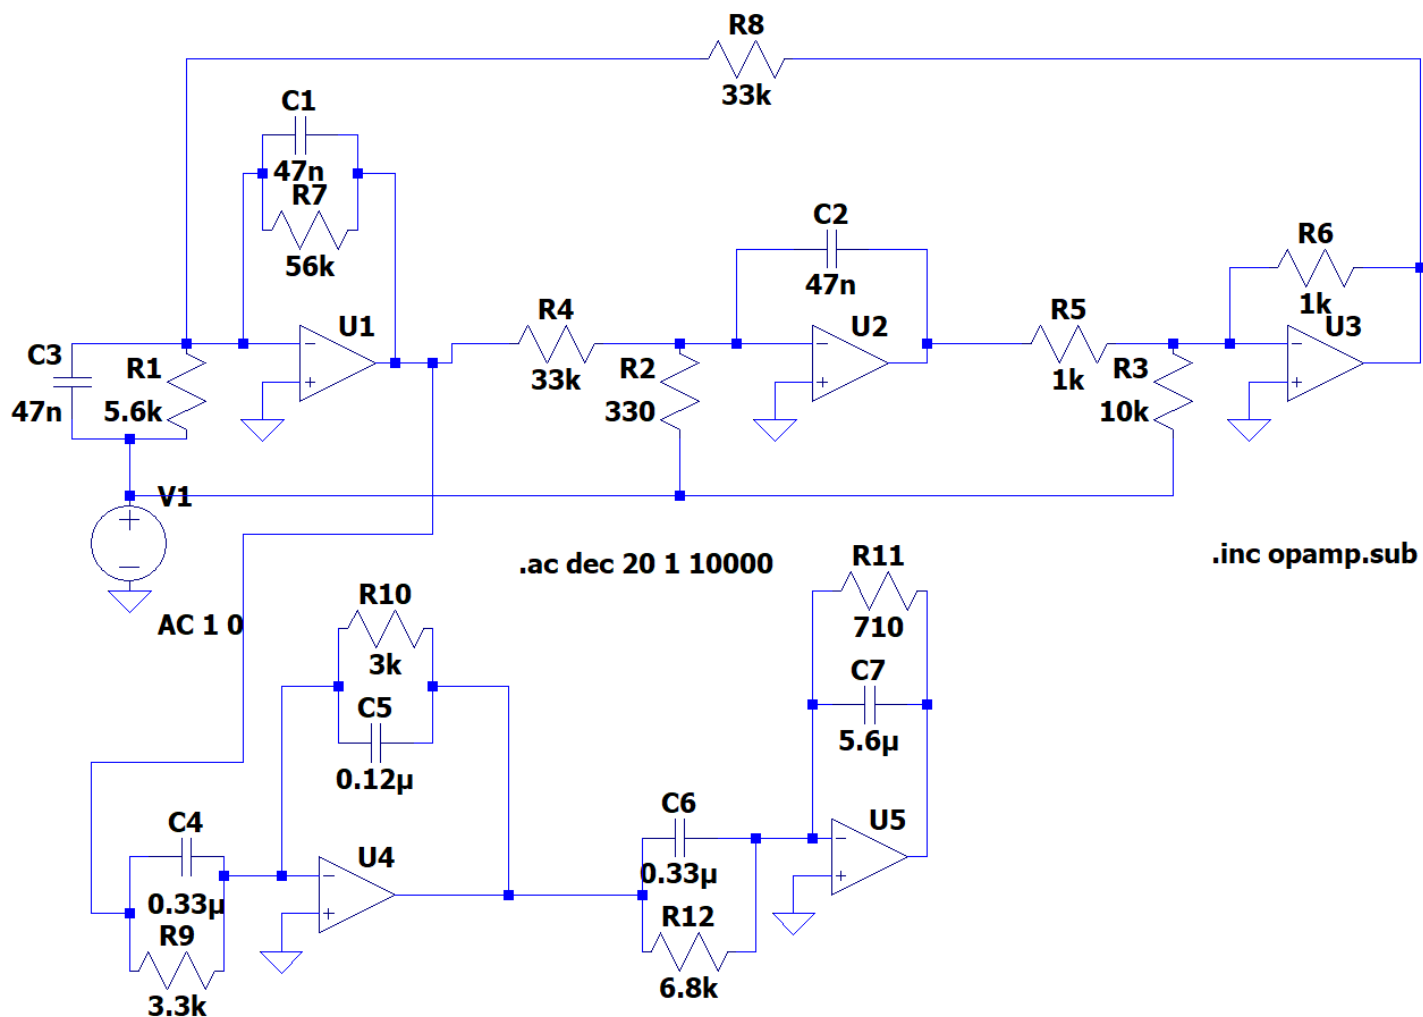 R8
33k
C1
47n
R7
56k
U1
C3
47n
R1
5.6k
R4
33k
C2
47n
U2
R2
330
R5
1k
R6
1k
U3
R3
10k
V1
AC 1 0
.ac dec 20 1 10000
.inc opamp.sub
R10
3k
C5
0.12µ
R11
710
C7
5.6µ
C4
0.33µ
R9
3.3k
U4
C6
0.33µ
R12
6.8k
U5